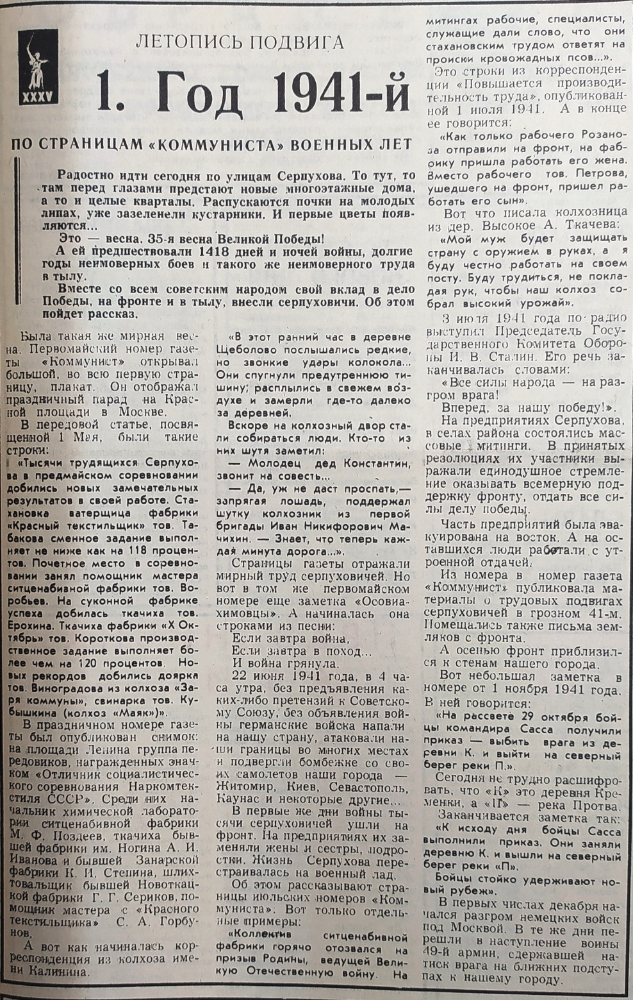 XXXV
ЛЕТОПИСЬ ПОДВИГА
1. Год 1941-й
ПО СТРАНИЦАМ «КОММУНИСТА» ВОЕННЫХ ЛЕТ
Радостно идти сегодня по улицам Серпухова. То тут, то
там перед глазами предстают новые многоэтажные дома,
а то и целые кварталы. Распускаются почки на молодых
липах, уже зазеленели кустарники. И первые цветы появ-
ляются...
Это — весна. 35-я весна Великой Победы!
А ей предшествовали 1418 дней и ночей войны, долгие
годы неимоверных боев и такого же неимоверного труда
в тылу.
Вместе со всем советским народом свой вклад в дело
Победы, на фронте и в тылу, внесли серпуховичи. Об этом
пойдет рассказ.
Была такая же мирная вес-
на. Первомайский номер газе-
ты «Коммунист» открывал
большой, во всю первую стра-
ницу, плакат. Он отображал
праздничный парад на Крас-
ной площади в Москве.
В передовой статье, посвя-
щенной 1 Мая, были такие
строки:
«Тысячи трудящихся Серпухо-
ва в предмайском соревновании
добились новых замечательных
результатов в своей работе. Ста-
хановка ватерщица фабрики
«Красный текстильщик» тов. Та-
бакова сменное задание выпол-
няет не ниже как на 118 процен-
тов. Почетное место в соревно-
вании занял помощник мастера
ситценабивной фабрики тов. Во-
робьев. На суконной фабрике
успеха добилась ткачиха тов.
Ерохина. Ткачиха фабрики «X Ок-
тябрь» тов. Короткова производ-
ственное задание выполняет бо-
лее чем на 120 процентов. Но-
вых рекордов добились доярка
тов. Виноградова из колхоза «За-
ря коммуны», свинарка тов. Ку-
бышкина (колхоз «Маяк»)».
В праздничном номере газе-
ты был опубликован снимок:
на площади Ленина группа пе-
редовиков, награжденных знач-
ком «Отличник социалистичес-
кого соревнования Наркомтек-
стиля СССР». Среди них на-
чальник химической лаборато-
рии ситценабивной фабрики
М. Ф. Поздеев, ткачиха быв-
шей фабрики им. Ногина А. И.
Иванова и бывшей Занарской
фабрики К. И. Степина, шлих-
товальщик бывшей Новоткац-
кой фабрики Г. Г. Сериков, по-
мощник мастера с «Красного
текстильщика» С. А. Горбу-
нов.
А вот как начиналась кор-
респонденция из колхоза име-
ни Калинина.
«В этот ранний час в деревне
Щеболово послышались редкие,
но звонкие удары колокола...
Они спугнули предутреннюю ти-
шину; расплылись в свежем воз-
духе и замерли где-то далеко
за деревней.
Вскоре на колхозный двор ста-
ли собираться люди. Кто-то из
них шутя заметил:
— Молодец дед Константин,
звонит на совесть...
— Да, уж не даст проспать,—
запрягая лошадь, поддержал
шутку колхозник из первой
бригады Иван Никифорович Ма-
чихин. — Знает, что теперь каж-
дая минута дорога...».
Страницы газеты отражали
мирный труд серпуховичей. Но
вот в том же первомайском
номере еще заметка «Осовиа-
химовцы». А начиналась она
строками из песни:
Если завтра война,
Если завтра в поход...
И война грянула.
22 июня 1941 года, в 4 ча-
са утра, без предъявления ка-
ких-либо претензий к Советско-
му Союзу, без объявления вой-
ны германские войска напали
на нашу страну, атаковали на-
ши границы во многих местах
и подвергли бомбежке со сво-
их самолетов наши города —
Житомир, Киев, Севастополь,
Каунас и некоторые другие...
В первые же дни войны ты-
сячи серпуховичей ушли на
фронт. На предприятиях их за-
меняли жены и сестры, подро-
стки. Жизнь Серпухова пере-
страивалась на военный лад.
Об этом рассказывают стра-
ницы июльских номеров «Ком-
муниста». Вот только отдель-
ные примеры:
«Коллектив ситценабивной
фабрики горячо отозвался на
призыв Родины, ведущей Вели-
кую Отечественную войну. На
митингах рабочие, специалисты,
служащие дали слово, что они
стахановским трудом ответят на
происки кровожадных псов...».
Это строки из корреспонден-
ции «Повышается производи-
тельность труда», опубликован-
ной 1 июля 1941. А в конце
ее говорится:
«Как только рабочего Розано-
ва отправили на фронт, на фаб-
рику пришла работать его жена.
Вместо рабочего тов. Петрова,
ушедшего на фронт, пришел ра-
ботать его сын».
Вот что писала колхозница
из дер. Высокое А. Ткачева:
«Мой муж будет защищать
страну с оружием в руках, а я
буду честно работать на своем
посту. Буду трудиться, не покла-
дая рук, чтобы наш колхоз со-
брал высокий урожай».
3 июля 1941 года по радио
выступил Председатель Госу-
дарственного Комитета Оборо-
ны И. В. Сталин. Его речь за-
канчивалась словами:
«Все силы народа — на раз-
гром врага!
Вперед, за нашу победу!».
На предприятиях Серпухова,
в селах района состоялись мас-
совые митинги. В принятых
резолюциях их участники вы-
ражали единодушное стремле-
ние оказывать всемерную под-
держку фронту, отдать все си-
лы делу победы.
Часть предприятий была эва-
куирована на восток. А на ос-
тавшихся люди работали с ут-
роенной отдачей.
Из номера в номер газета
«Коммунист» публиковала ма-
териалы о трудовых подвигах
серпуховичей в грозном 41-м.
Помещались также письма зем-
ляков с фронта.
А осенью фронт приблизил-
ся к стенам нашего города.
Вот небольшая заметка в
номере от 1 ноября 1941 года.
В ней говорится:
«На рассвете 29 октября бой-
цы командира Сасса получили
приказ — выбить врага из де-
ревни К. и выйти на северный
берег реки П.».
Сегодня не трудно расшифро-
вать, что «К» это деревня Кре-
менки, а «П» — река Протва.
Заканчивается заметка так:
«К исходу дня бойцы Сасса
выполнили приказ. Они заняли
деревню К. и вышли на северный
берег реки «П».
Бойцы стойко удерживают но-
вый рубеж».
В первых числах декабря на-
чался разгром немецких войск
под Москвой. В те же дни пе-
решли в наступление воины
49-й армии, сдержавшей на-
тиск врага на ближних подсту-
пах к нашему городу.